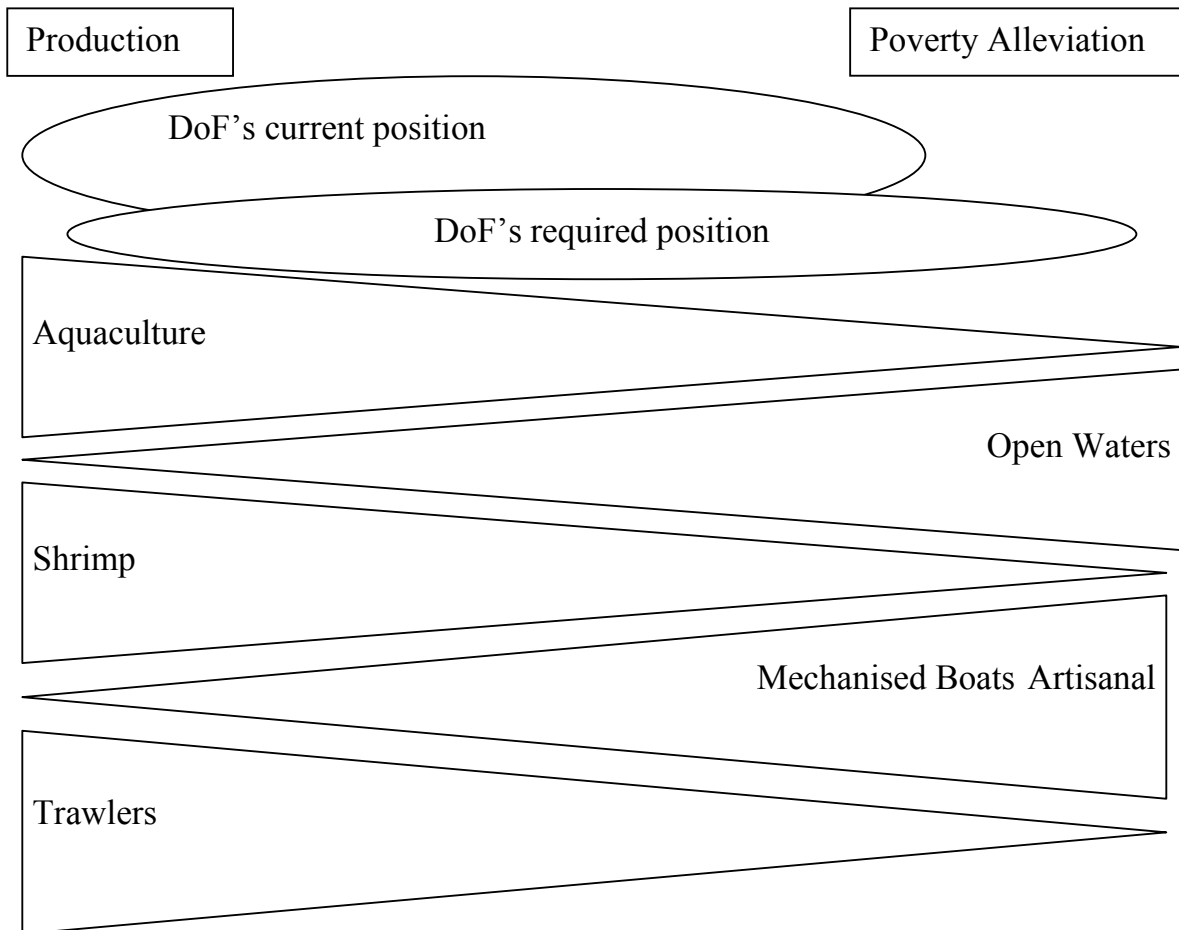 Production
Poverty Alleviation
DoF’s current position
DoF’s required position
Aquaculture
Open Waters
Shrimp
Mechanised Boats Artisanal
Trawlers